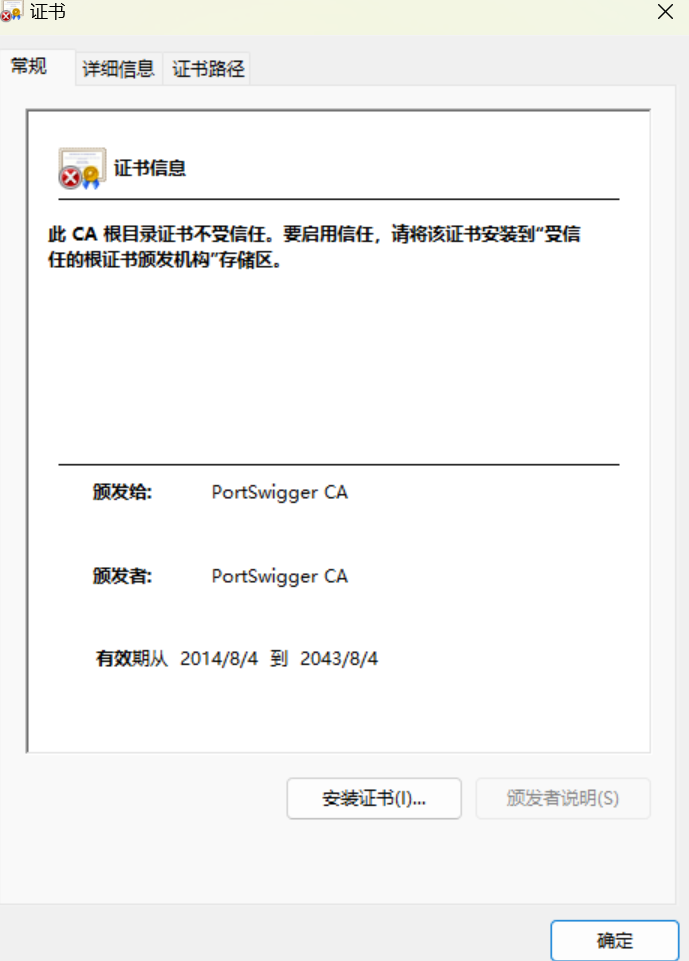 证书
常规
详细信息
证书路径
证书信息
此 CA 根目录证书不受信任。要启用信任，请将该证书安装到“受信
任的根证书颁发机构”存储区。
颁发给: PortSwigger CA
颁发者: PortSwigger CA
有效期从 2014/8/4 到 2043/8/4
安装证书(I)...
颁发者说明(S)
确定